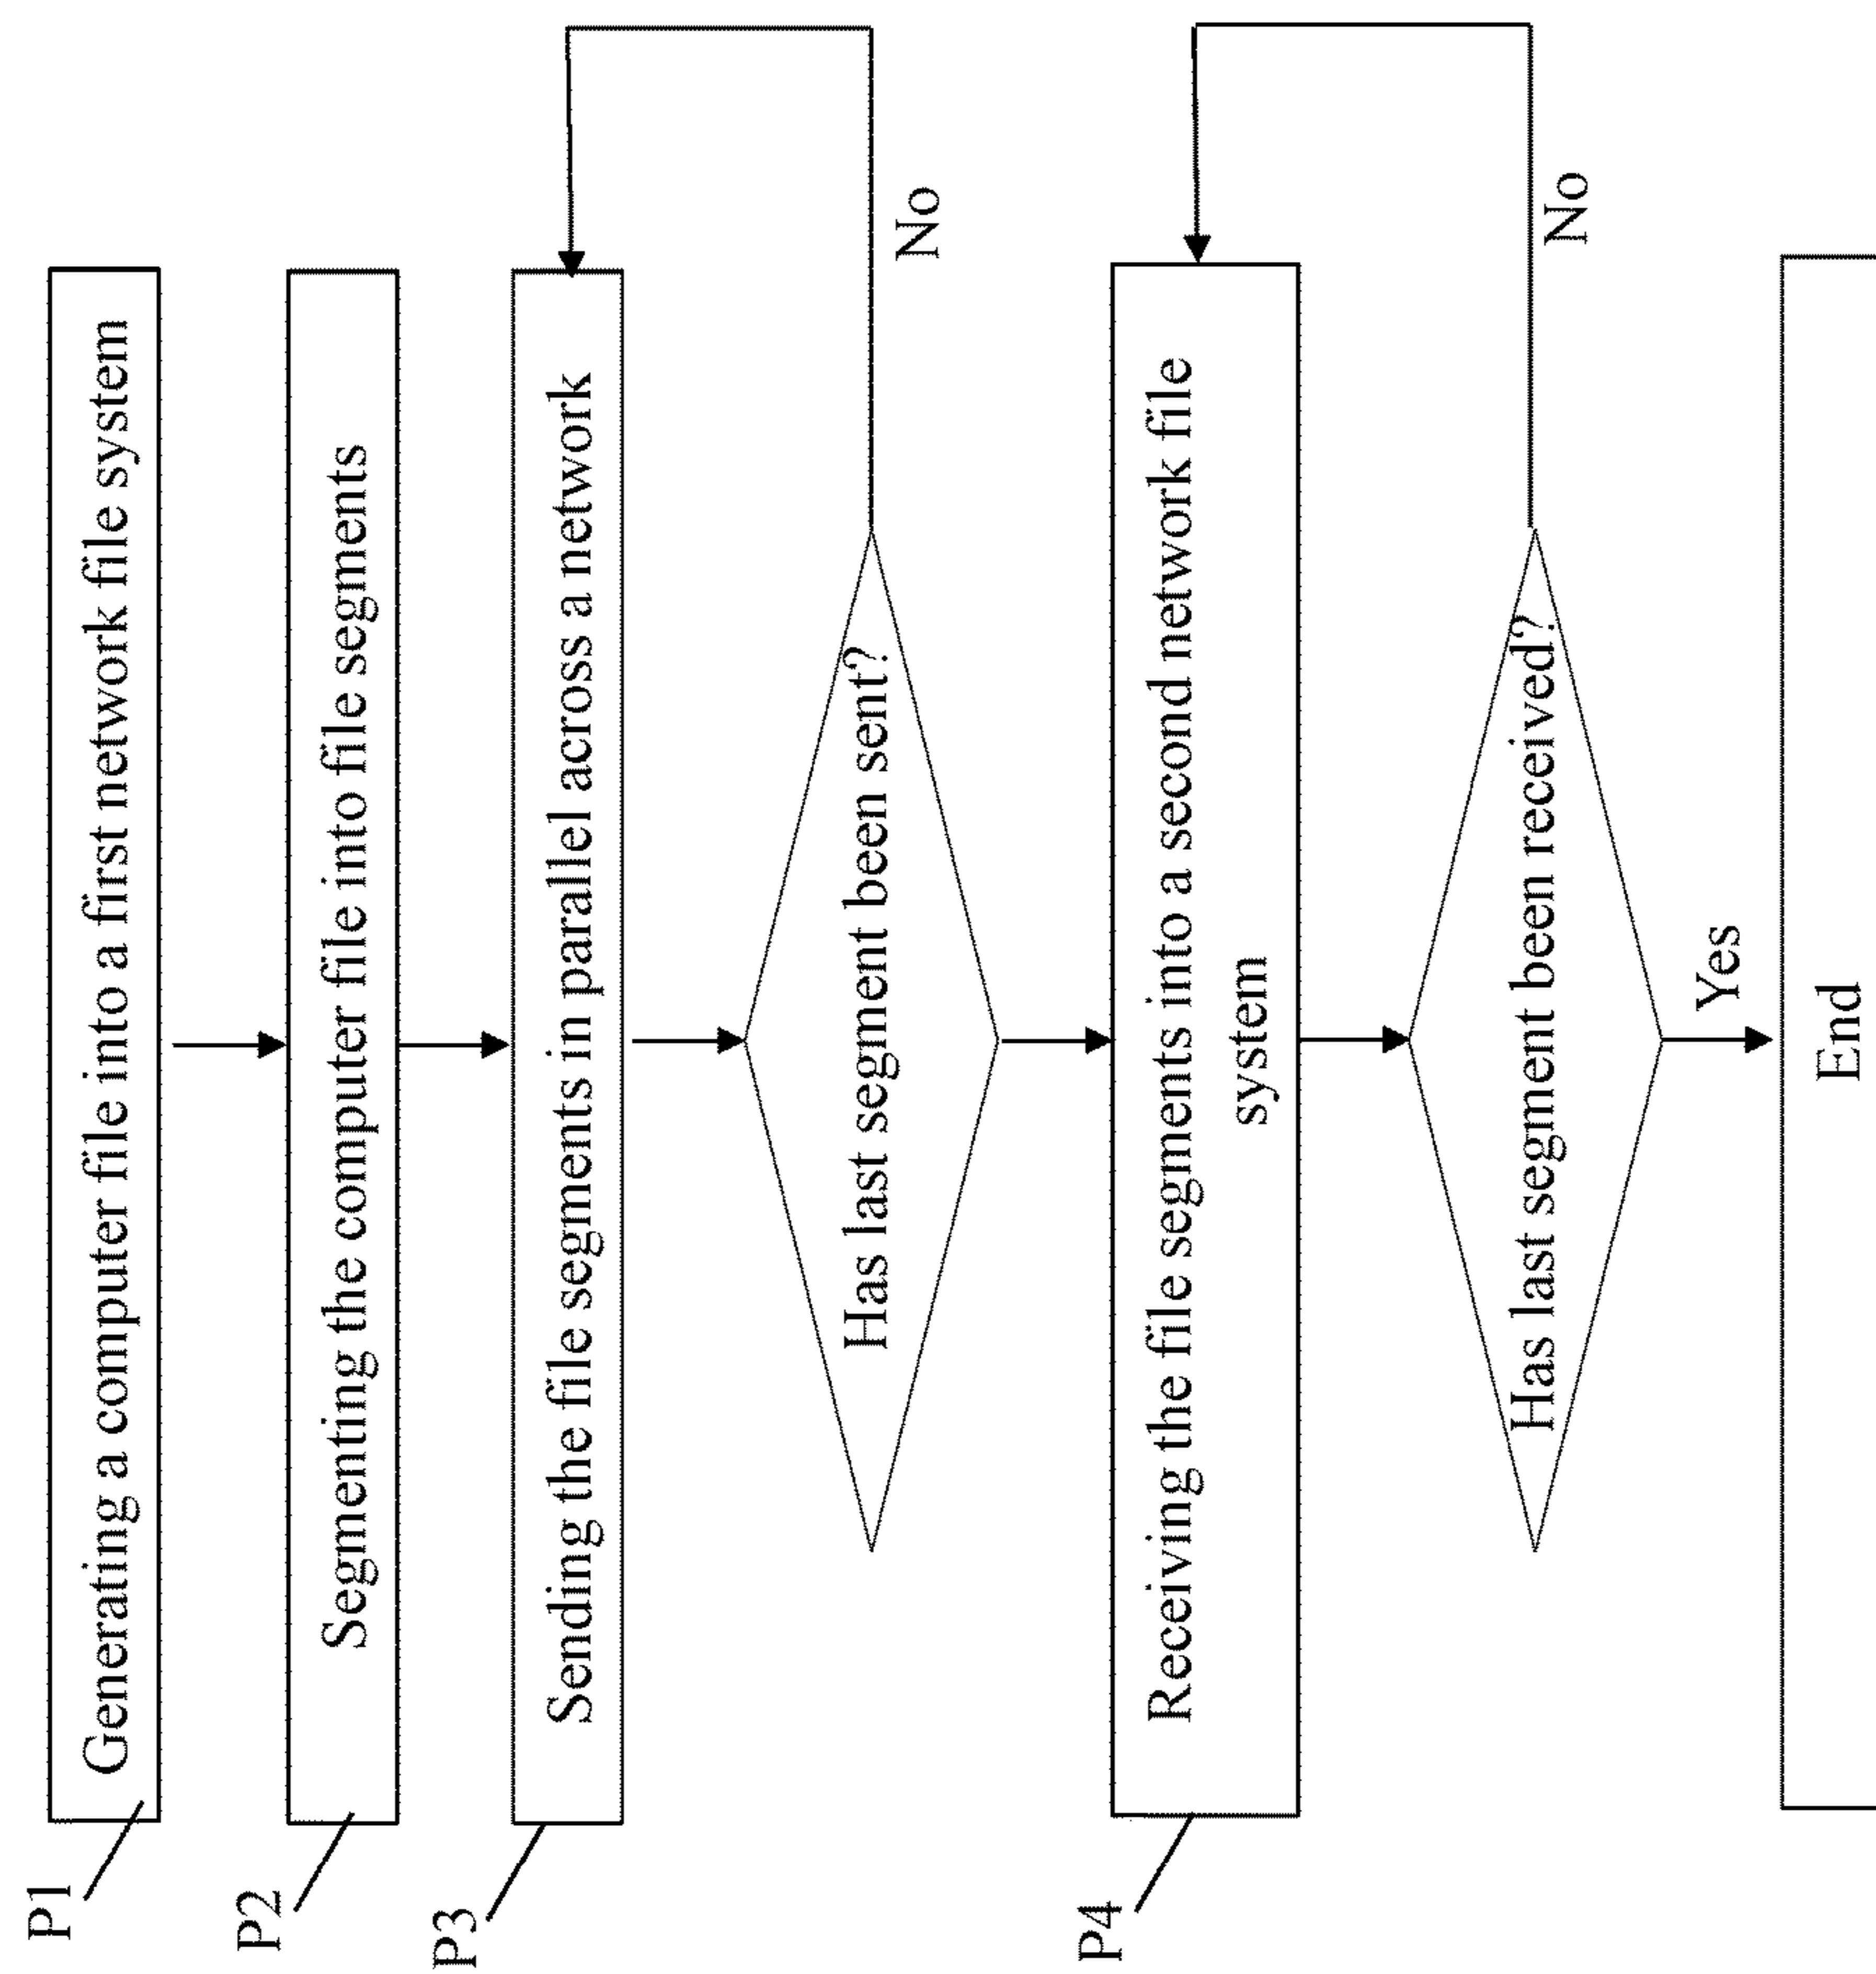 P1
Generating a computer file into a first network file system
P2
Segmenting the computer file into file segments
P3
Sending the file segments in parallel across a network
Has last segment been sent?
No
P4
Receiving the file segments into a second network file
system
Has last segment been received?
No
Yes
End